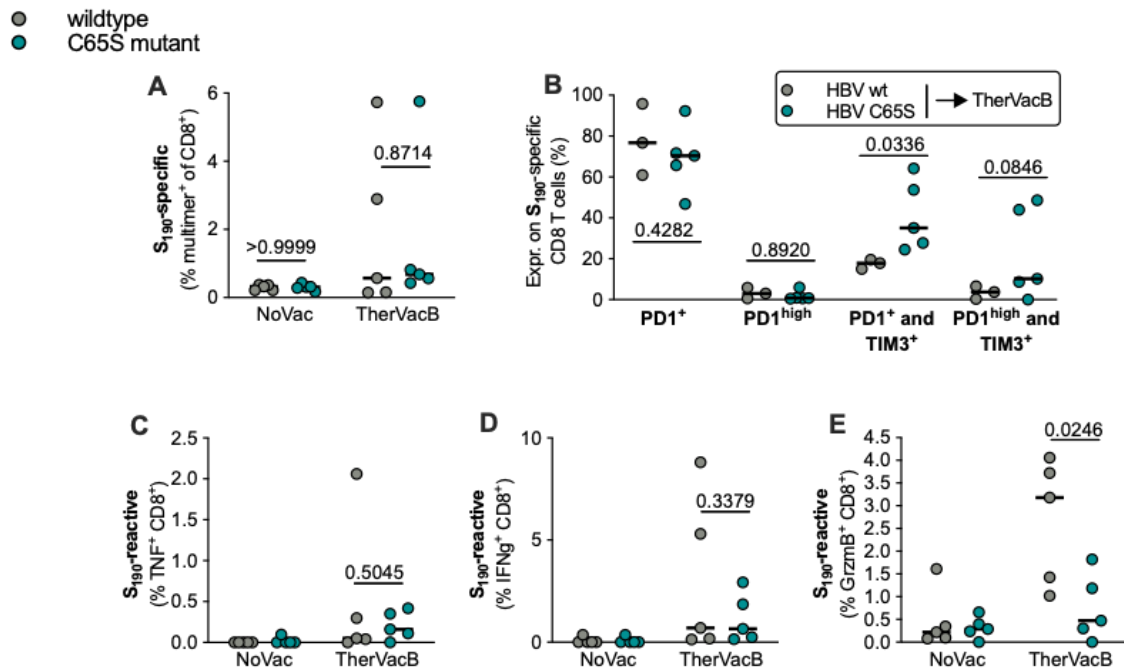 wildtype
C65S mutant
A
S190-specific
(% multimer+ of CD8+)
6
4
2
0
>0.9999
0.8714
NoVac
TherVacB
B
HBV wt
HBV C65S
TherVacB
Expr. on S190-specific
CD8 T cells (%)
100
80
60
40
20
0
0.4282
0.8920
0.0336
0.0846
PD1+
PD1high
PD1+ and
TIM3+
PD1high and
TIM3+
C
S190-reactive
(% TNF+ CD8+)
2.5
2.0
1.5
1.0
0.5
0.0
0.5045
NoVac
TherVacB
D
S190-reactive
(% IFNg+ CD8+)
10
5
0
0.3379
NoVac
TherVacB
E
S190-reactive
(% GrzmB+ CD8+)
4.5
4.0
3.5
3.0
2.5
2.0
1.5
1.0
0.5
0.0
0.0246
NoVac
TherVacB